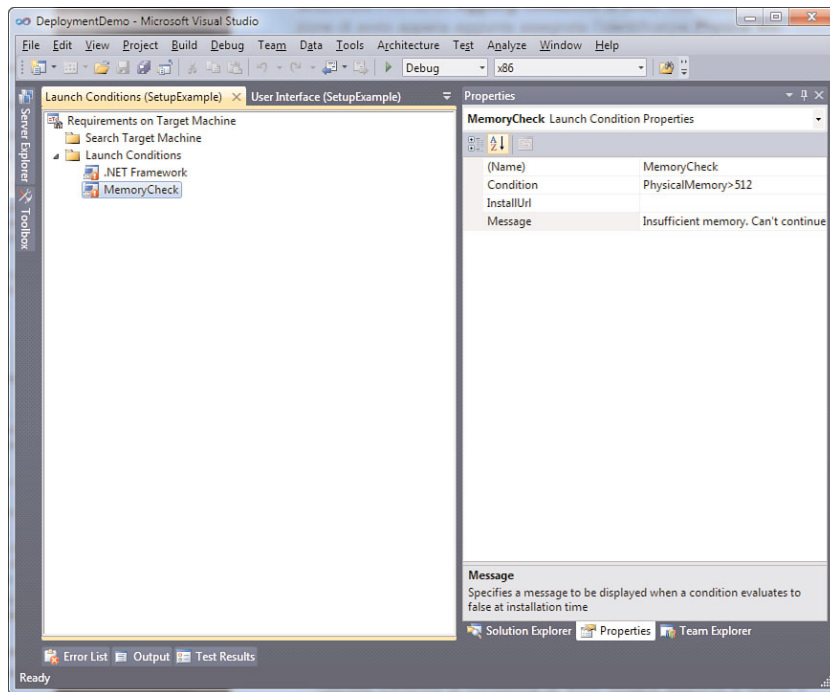 DeploymentDemo - Microsoft Visual Studio
File Edit View Project Build Debug Team Data Tools Architecture Test Analyze Window Help
Debug x86
Server Explorer
Toolbox
Launch Conditions (SetupExample) User Interface (SetupExample)
Requirements on Target Machine
Search Target Machine
Launch Conditions
.NET Framework
MemoryCheck
Properties
MemoryCheck Launch Condition Properties
(Name) MemoryCheck
Condition PhysicalMemory>512
InstallUrl
Message Insufficient memory. Can't continue
Message
Specifies a message to be displayed when a condition evaluates to
false at installation time
Solution Explorer Properties Team Explorer
Error List Output Test Results
Ready